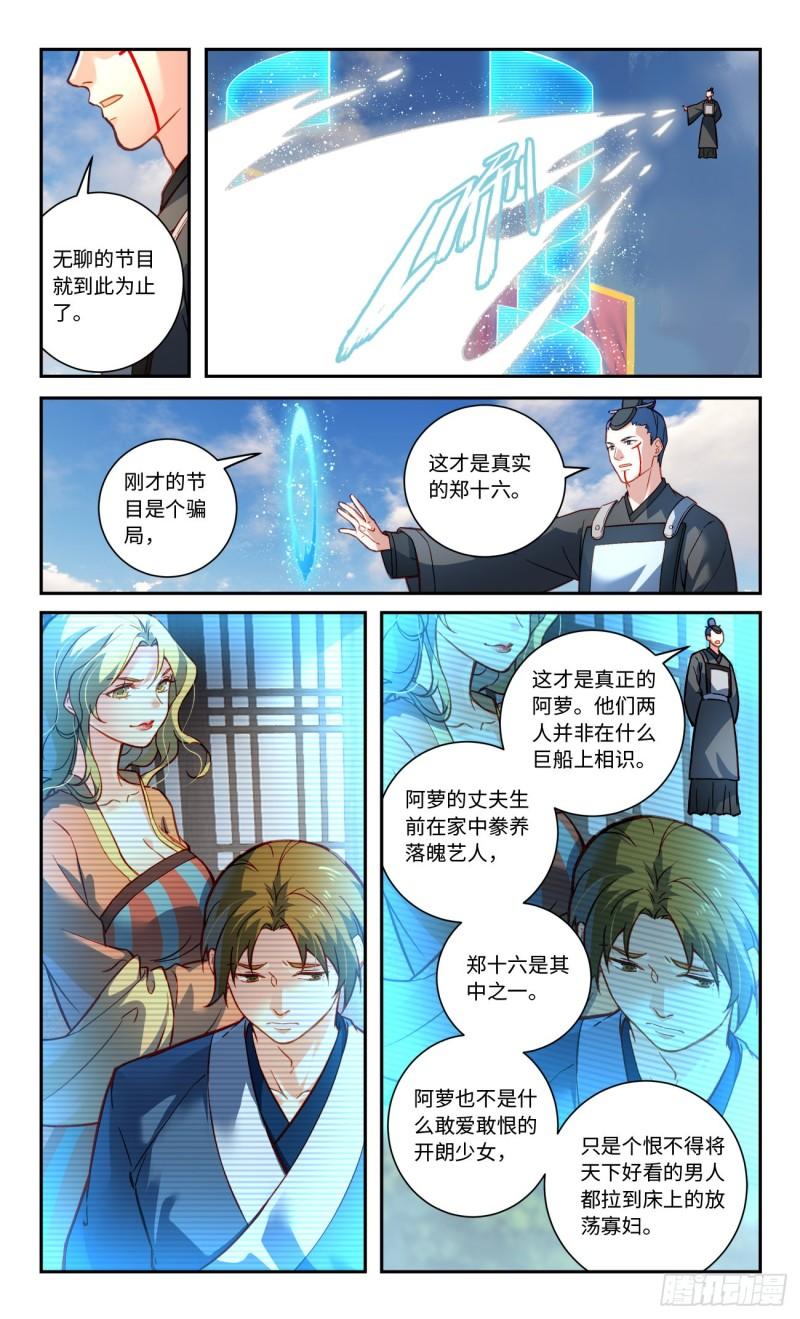 无聊的节目
就到此为止
了。
唰
刚才的节
目是个骗
局，
这才是真实
的郑十六。
这才是真正的
阿萝。他们两
人并非在什么
巨船上相识。
阿萝的丈夫生
前在家中豢养
落魄艺人，
郑十六是其
中之一。
阿萝也不是什
么敢爱敢恨的
开朗少女，
只是个恨不得将
天下好看的男人
都拉到床上的放
荡寡妇。
腾讯动漫